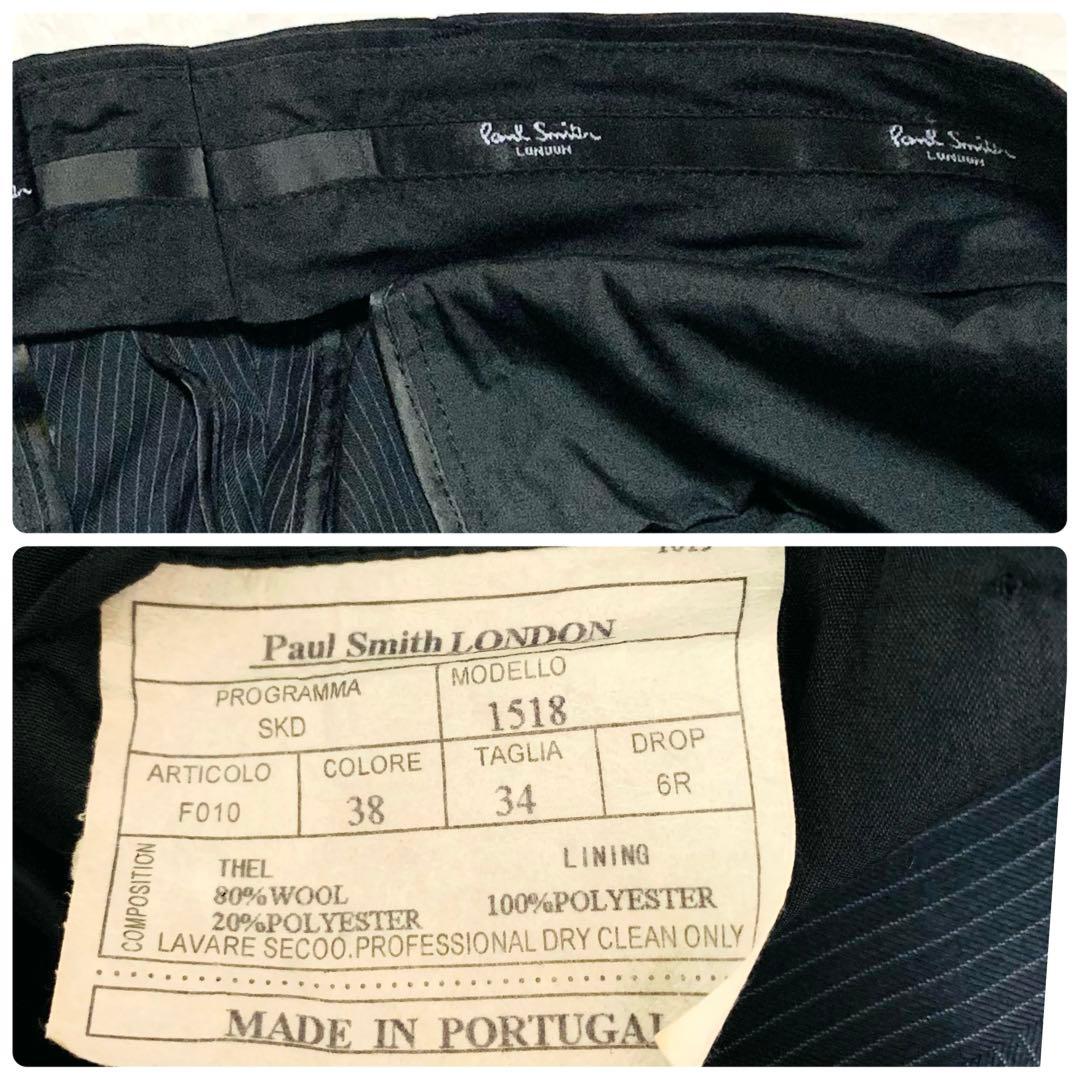 Paul Smith
LONDON
Paul Smith
LONDON
Paul Smith LONDON
PROGRAMMA
SKD
MODELLO
1518
ARTICOLO
F010
COLORE
38
TAGLIA
34
DROP
6R
COMPOSITION
THEL
80%WOOL
20%POLYESTER
LINING
100%POLYESTER
LAVARE SECOO.PROFESSIONAL DRY CLEAN ONLY
MADE IN PORTUGAL